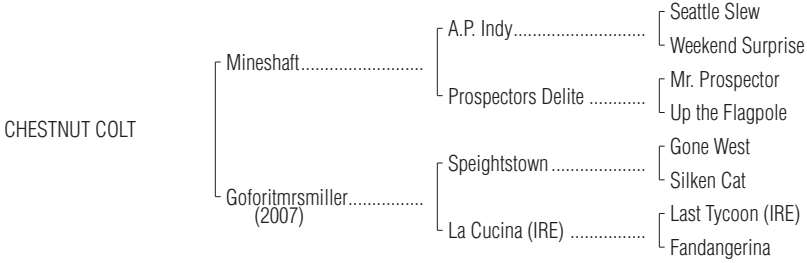 Seattle Slew
A.P. Indy..............................
Weekend Surprise
Mineshaft............................
Mr. Prospector
Prospectors Delite .............
Up the Flagpole
CHESTNUT COLT
Gone West
Speightstown .....................
Silken Cat
Goforitmrsmiller.................
(2007)
Last Tycoon (IRE)
La Cucina (IRE) .................
Fandangerina